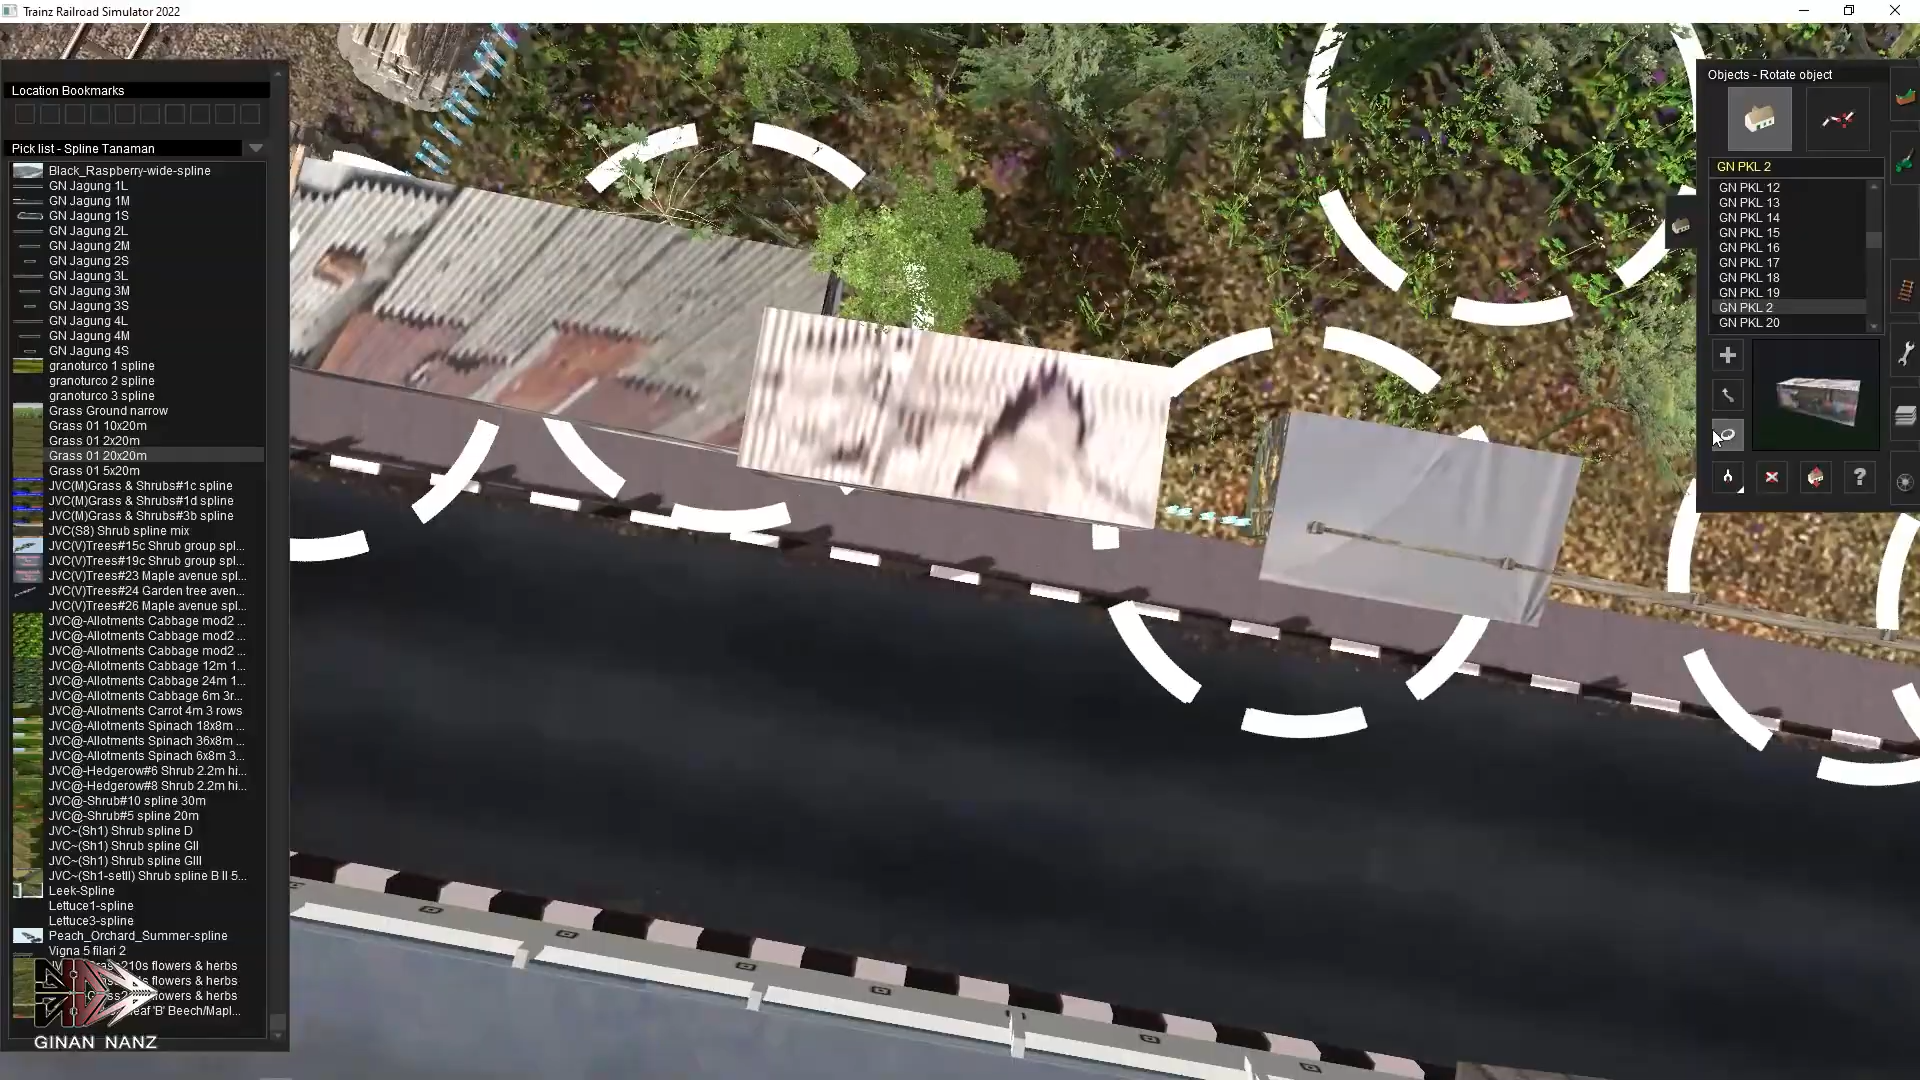 Trainz Railroad Simulator 2022
Location Bookmarks
Pick list - Spline Tanaman
Black_Raspberry-wide-spline
GN Jagung 1L
GN Jagung 1M
GN Jagung 1S
GN Jagung 2L
GN Jagung 2M
GN Jagung 2S
GN Jagung 3L
GN Jagung 3M
GN Jagung 3S
GN Jagung 4L
GN Jagung 4M
GN Jagung 4S
granoturco 1 spline
granoturco 2 spline
granoturco 3 spline
Grass Ground narrow
Grass 01 10x20m
Grass 01 2x20m
Grass 01 20x20m
Grass 01 5x20m
JVC(M)Grass & Shrubs#1c spline
JVC(M)Grass & Shrubs#1d spline
JVC(M)Grass & Shrubs#3b spline
JVC(S8) Shrub spline mix
JVC(V)Trees#15c Shrub group spl...
JVC(V)Trees#19c Shrub group spl...
JVC(V)Trees#23 Maple avenue spl...
JVC(V)Trees#24 Garden tree aven...
JVC(V)Trees#26 Maple avenue spl...
JVC@-Allotments Cabbage mod2 ...
JVC@-Allotments Cabbage mod2 ...
JVC@-Allotments Cabbage mod2 ...
JVC@-Allotments Cabbage 12m 1...
JVC@-Allotments Cabbage 24m 1...
JVC@-Allotments Cabbage 6m 3r...
JVC@-Allotments Carrot 4m 3 rows
JVC@-Allotments Spinach 18x8m ...
JVC@-Allotments Spinach 36x8m ...
JVC@-Allotments Spinach 6x8m 3...
JVC@-Hedgerow#6 Shrub 2.2m hi...
JVC@-Hedgerow#8 Shrub 2.2m hi...
JVC@-Shrub#10 spline 30m
JVC@-Shrub#5 spline 20m
JVC~(Sh1) Shrub spline D
JVC~(Sh1) Shrub spline GII
JVC~(Sh1) Shrub spline GIII
JVC~(Sh1-setII) Shrub spline B II 5...
Leek-Spline
Lettuce1-spline
Lettuce3-spline
Peach_Orchard_Summer-spline
Vigna 5 filari 2
flowers & herbs
flowers & herbs
flowers & herbs
'B' Beech/Mapl...
GINAN NANZ
Objects - Rotate object
GN PKL 2
GN PKL 12
GN PKL 13
GN PKL 14
GN PKL 15
GN PKL 16
GN PKL 17
GN PKL 18
GN PKL 19
GN PKL 2
GN PKL 20